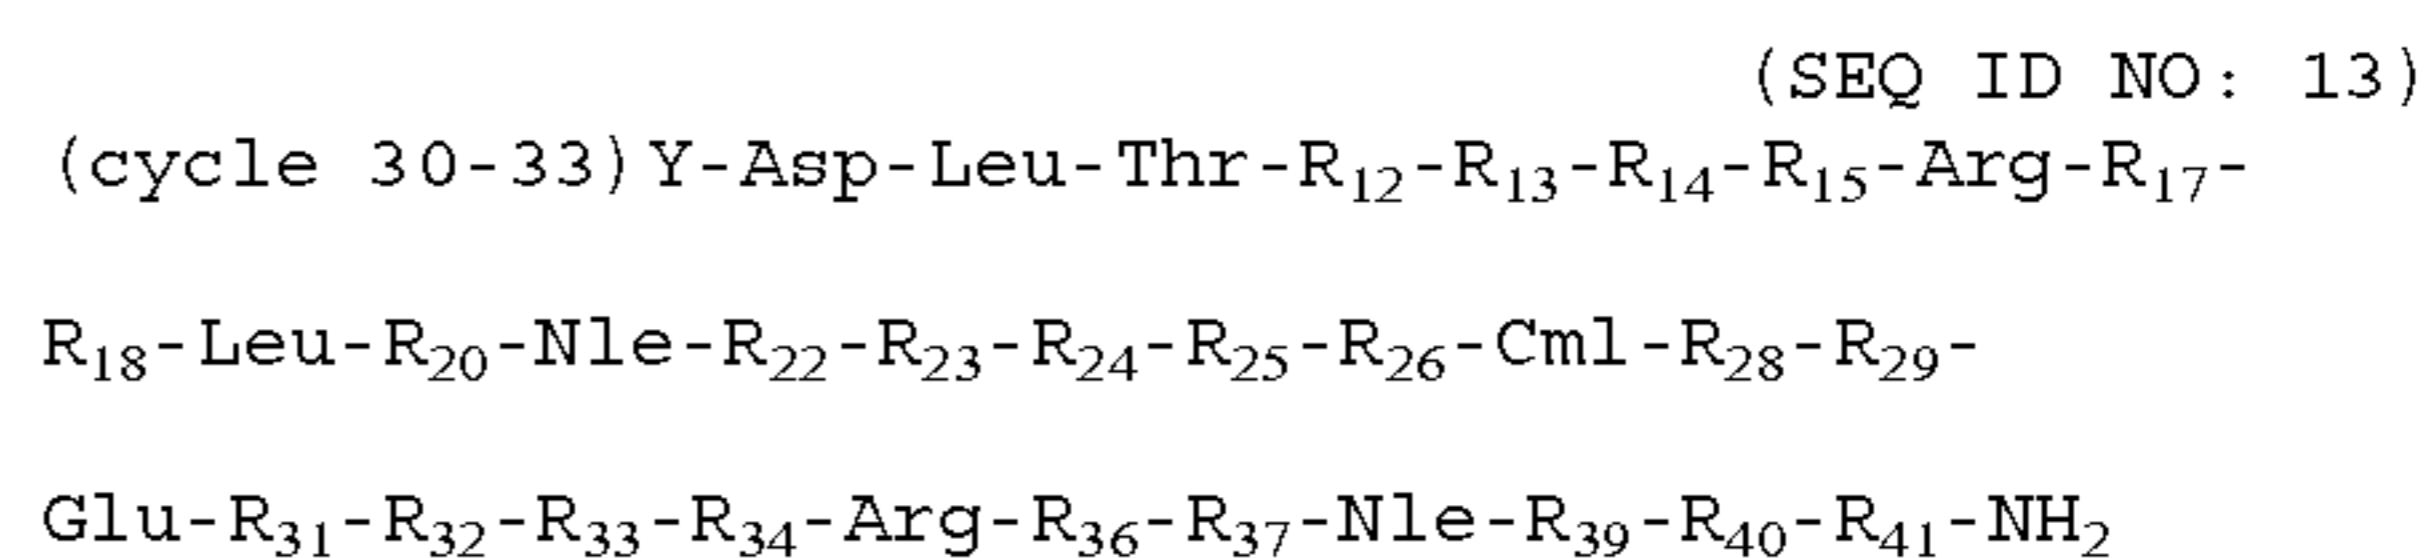 (SEQ ID NO: 13)
(cycle 30-33)Y-Asp-Leu-Thr-R₁₂-R₁₃-R₁₄-R₁₅-Arg-R₁₇-
R₁₈-Leu-R₂₀-Nle-R₂₂-R₂₃-R₂₄-R₂₅-R₂₆-Cml-R₂₈-R₂₉-
Glu-R₃₁-R₃₂-R₃₃-R₃₄-Arg-R₃₆-R₃₇-Nle-R₃₉-R₄₀-R₄₁-NH₂